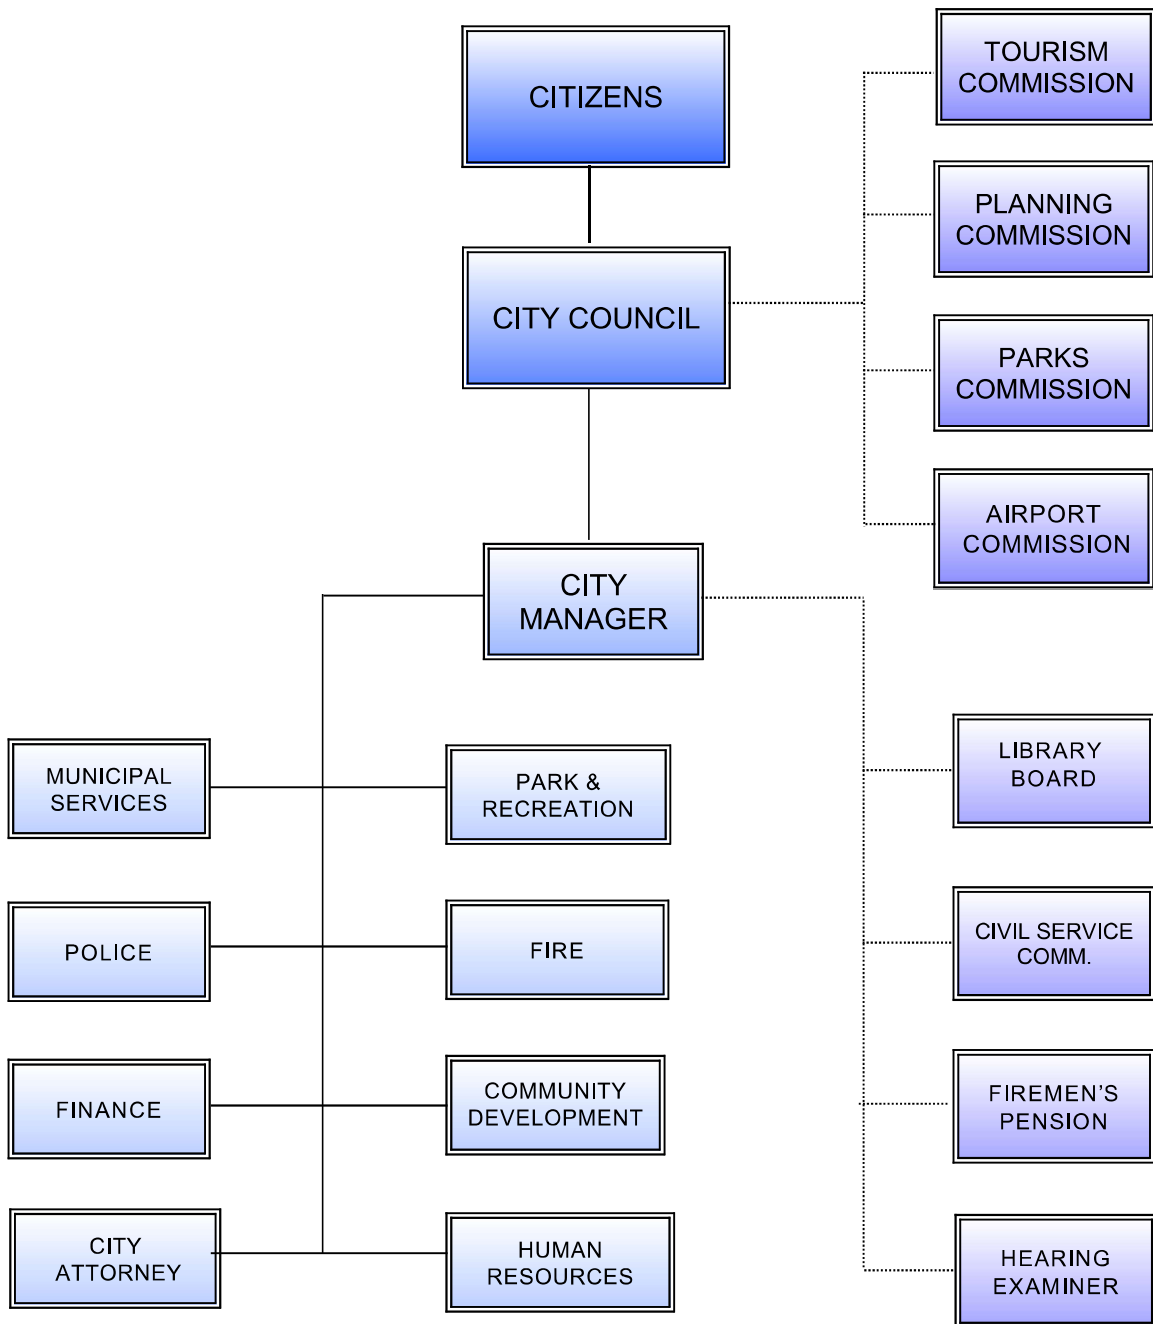 CITIZENS
TOURISM
COMMISSION
PLANNING
COMMISSION
CITY COUNCIL
PARKS
COMMISSION
AIRPORT
COMMISSION
CITY
MANAGER
MUNICIPAL
SERVICES
PARK &
RECREATION
LIBRARY
BOARD
POLICE
FIRE
CIVIL SERVICE
COMM.
FINANCE
COMMUNITY
DEVELOPMENT
FIREMEN'S
PENSION
CITY
ATTORNEY
HUMAN
RESOURCES
HEARING
EXAMINER